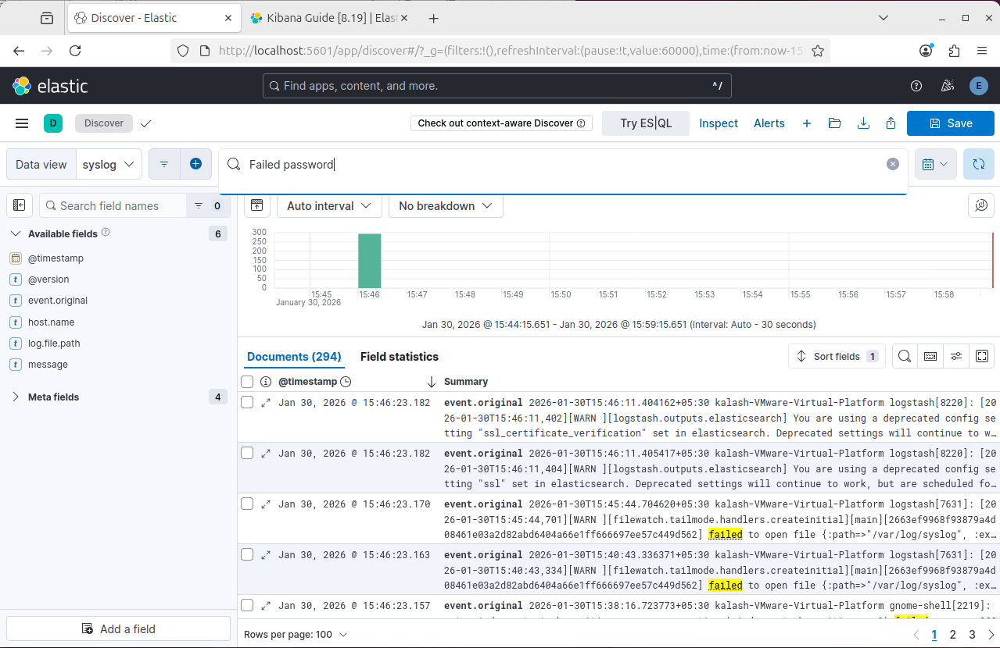 Discover - Elastic
Kibana Guide [8.19] | Elas
http://localhost:5601/app/discover#/?_g=(filters:!(),refreshInterval:(pause:!t,value:60000),time:(from:now-15
elastic
Find apps, content, and more.
^/
E
D
Discover
Check out context-aware Discover
Try ES|QL
Inspect
Alerts
Save
Data view
syslog
Failed password
Search field names
0
Auto interval
No breakdown
Available fields
6
@timestamp
@version
event.original
host.name
log.file.path
message
Meta fields
4
Add a field
300
250
200
150
100
50
0
15:45
15:46
15:47
15:48
15:49
15:50
15:51
15:52
15:53
15:54
15:55
15:56
15:57
15:58
January 30, 2026
Jan 30, 2026 @ 15:44:15.651 - Jan 30, 2026 @ 15:59:15.651 (interval: Auto - 30 seconds)
Documents (294)
Field statistics
Sort fields 1
@timestamp
Summary
Jan 30, 2026 @ 15:46:23.182
event.original 2026-01-30T15:46:11.404162+05:30 kalash-VMware-Virtual-Platform logstash[8220]: [20
26-01-30T15:46:11,402][WARN ][logstash.outputs.elasticsearch] You are using a deprecated config se
tting "ssl_certificate_verification" set in elasticsearch. Deprecated settings will continue to w…
Jan 30, 2026 @ 15:46:23.182
event.original 2026-01-30T15:46:11.405417+05:30 kalash-VMware-Virtual-Platform logstash[8220]: [20
26-01-30T15:46:11,404][WARN ][logstash.outputs.elasticsearch] You are using a deprecated config se
tting "ssl" set in elasticsearch. Deprecated settings will continue to work, but are scheduled fo…
Jan 30, 2026 @ 15:46:23.170
event.original 2026-01-30T15:45:44.704620+05:30 kalash-VMware-Virtual-Platform logstash[7631]: [20
26-01-30T15:45:44,701][WARN ][filewatch.tailmode.handlers.createinitial][main][2663ef9968f93879a4d
08461e03a2d82abd6404a66e1ff666697ee57c449d562] failed to open file {:path=>"/var/log/syslog", :ex…
Jan 30, 2026 @ 15:46:23.163
event.original 2026-01-30T15:40:43.336371+05:30 kalash-VMware-Virtual-Platform logstash[7631]: [20
26-01-30T15:40:43,334][WARN ][filewatch.tailmode.handlers.createinitial][main][2663ef9968f93879a4d
08461e03a2d82abd6404a66e1ff666697ee57c449d562] failed to open file {:path=>"/var/log/syslog", :ex…
Jan 30, 2026 @ 15:46:23.157
event.original 2026-01-30T15:38:16.723773+05:30 kalash-VMware-Virtual-Platform gnome-shell[2219]:
Rows per page: 100
1
2
3